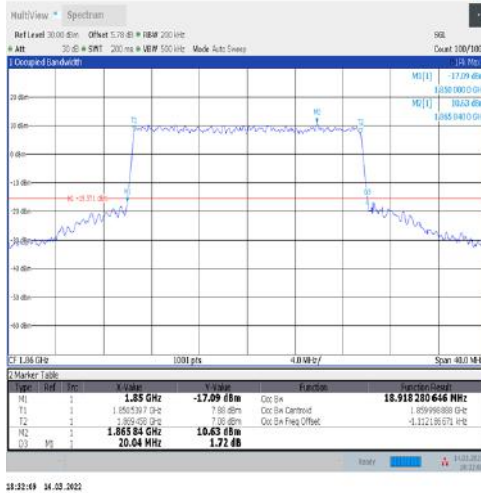 MultiView Spectrum
Ref Level 30.00 dBm Offset 5.78 dB RBW 200 kHz SGL
Att 30 dB SWT 200 ms VBW 500 kHz Mode Auto Sweep Count 100/100
1 Occupied Bandwidth
M1[1] -17.09 dBm
1.850 000 0 GHz
M2[1] 10.63 dBm
20 dBm
10 dBm
0 dBm
-10 dBm
-20 dBm
-30 dBm
-40 dBm
-50 dBm
-60 dBm
CF 1.86 GHz 1001 pts 4.0 MHz/ Span 40.0 MHz
2 Marker Table
Type Ref Trc X-Value Y-Value Function Function Result
M1 1 1.85 GHz -17.09 dBm Occ Bw 18.918 280 646 MHz
T1 1 7.88 dBm Occ Bw Centroid
T2 1 7.08 dBm Occ Bw Freq Offset
M2 1 1.865 84 GHz 10.63 dBm
D3 M1 1 20.04 MHz 1.72 dB
Ready
18:32:09 14.03.2022